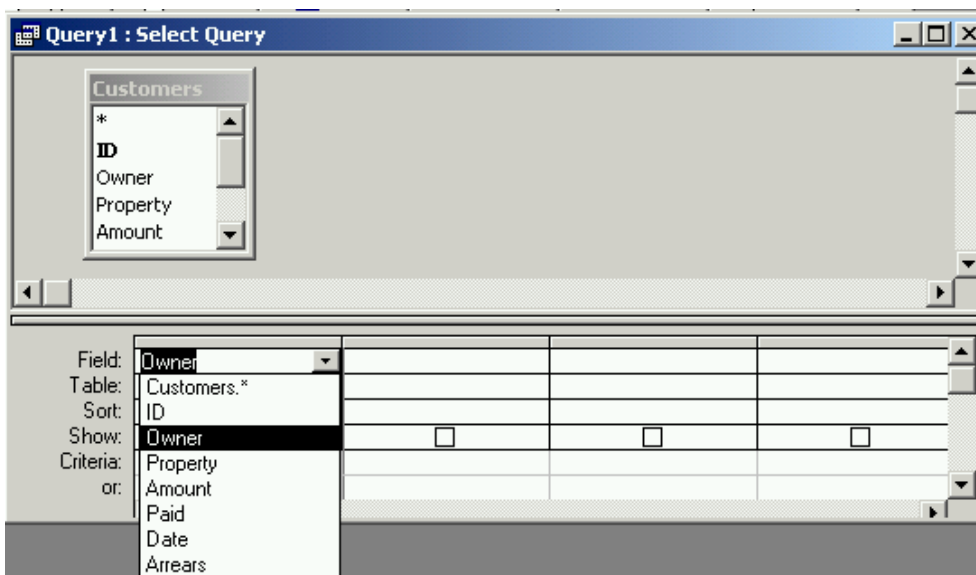 Query1 : Select Query
Customers
*
ID
Owner
Property
Amount
Field: Owner
Table:
Sort:
Show:
Criteria:
or:
Customers.*
ID
Owner
Property
Amount
Paid
Date
Arrears